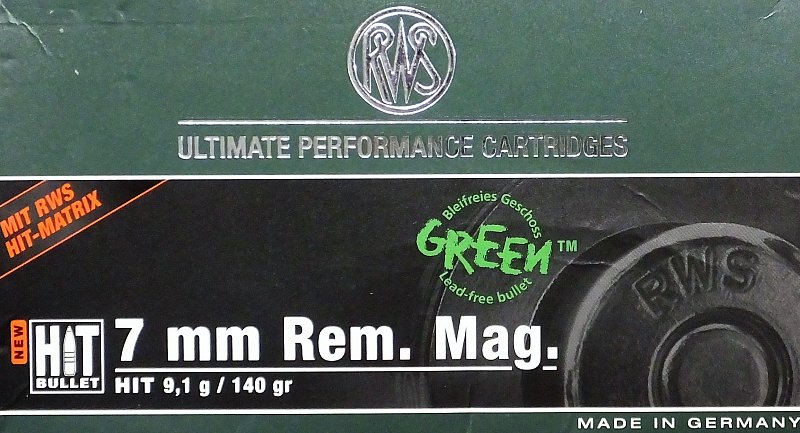 RWS
ULTIMATE PERFORMANCE CARTRIDGES
MIT RWS
HIT-MATRIX
Bleifreies Geschoss
GREEN™
Lead-free bullet
RWS
NEW
HIT
BULLET
7 mm Rem. Mag.
HIT 9,1 g / 140 gr
MADE IN GERMANY